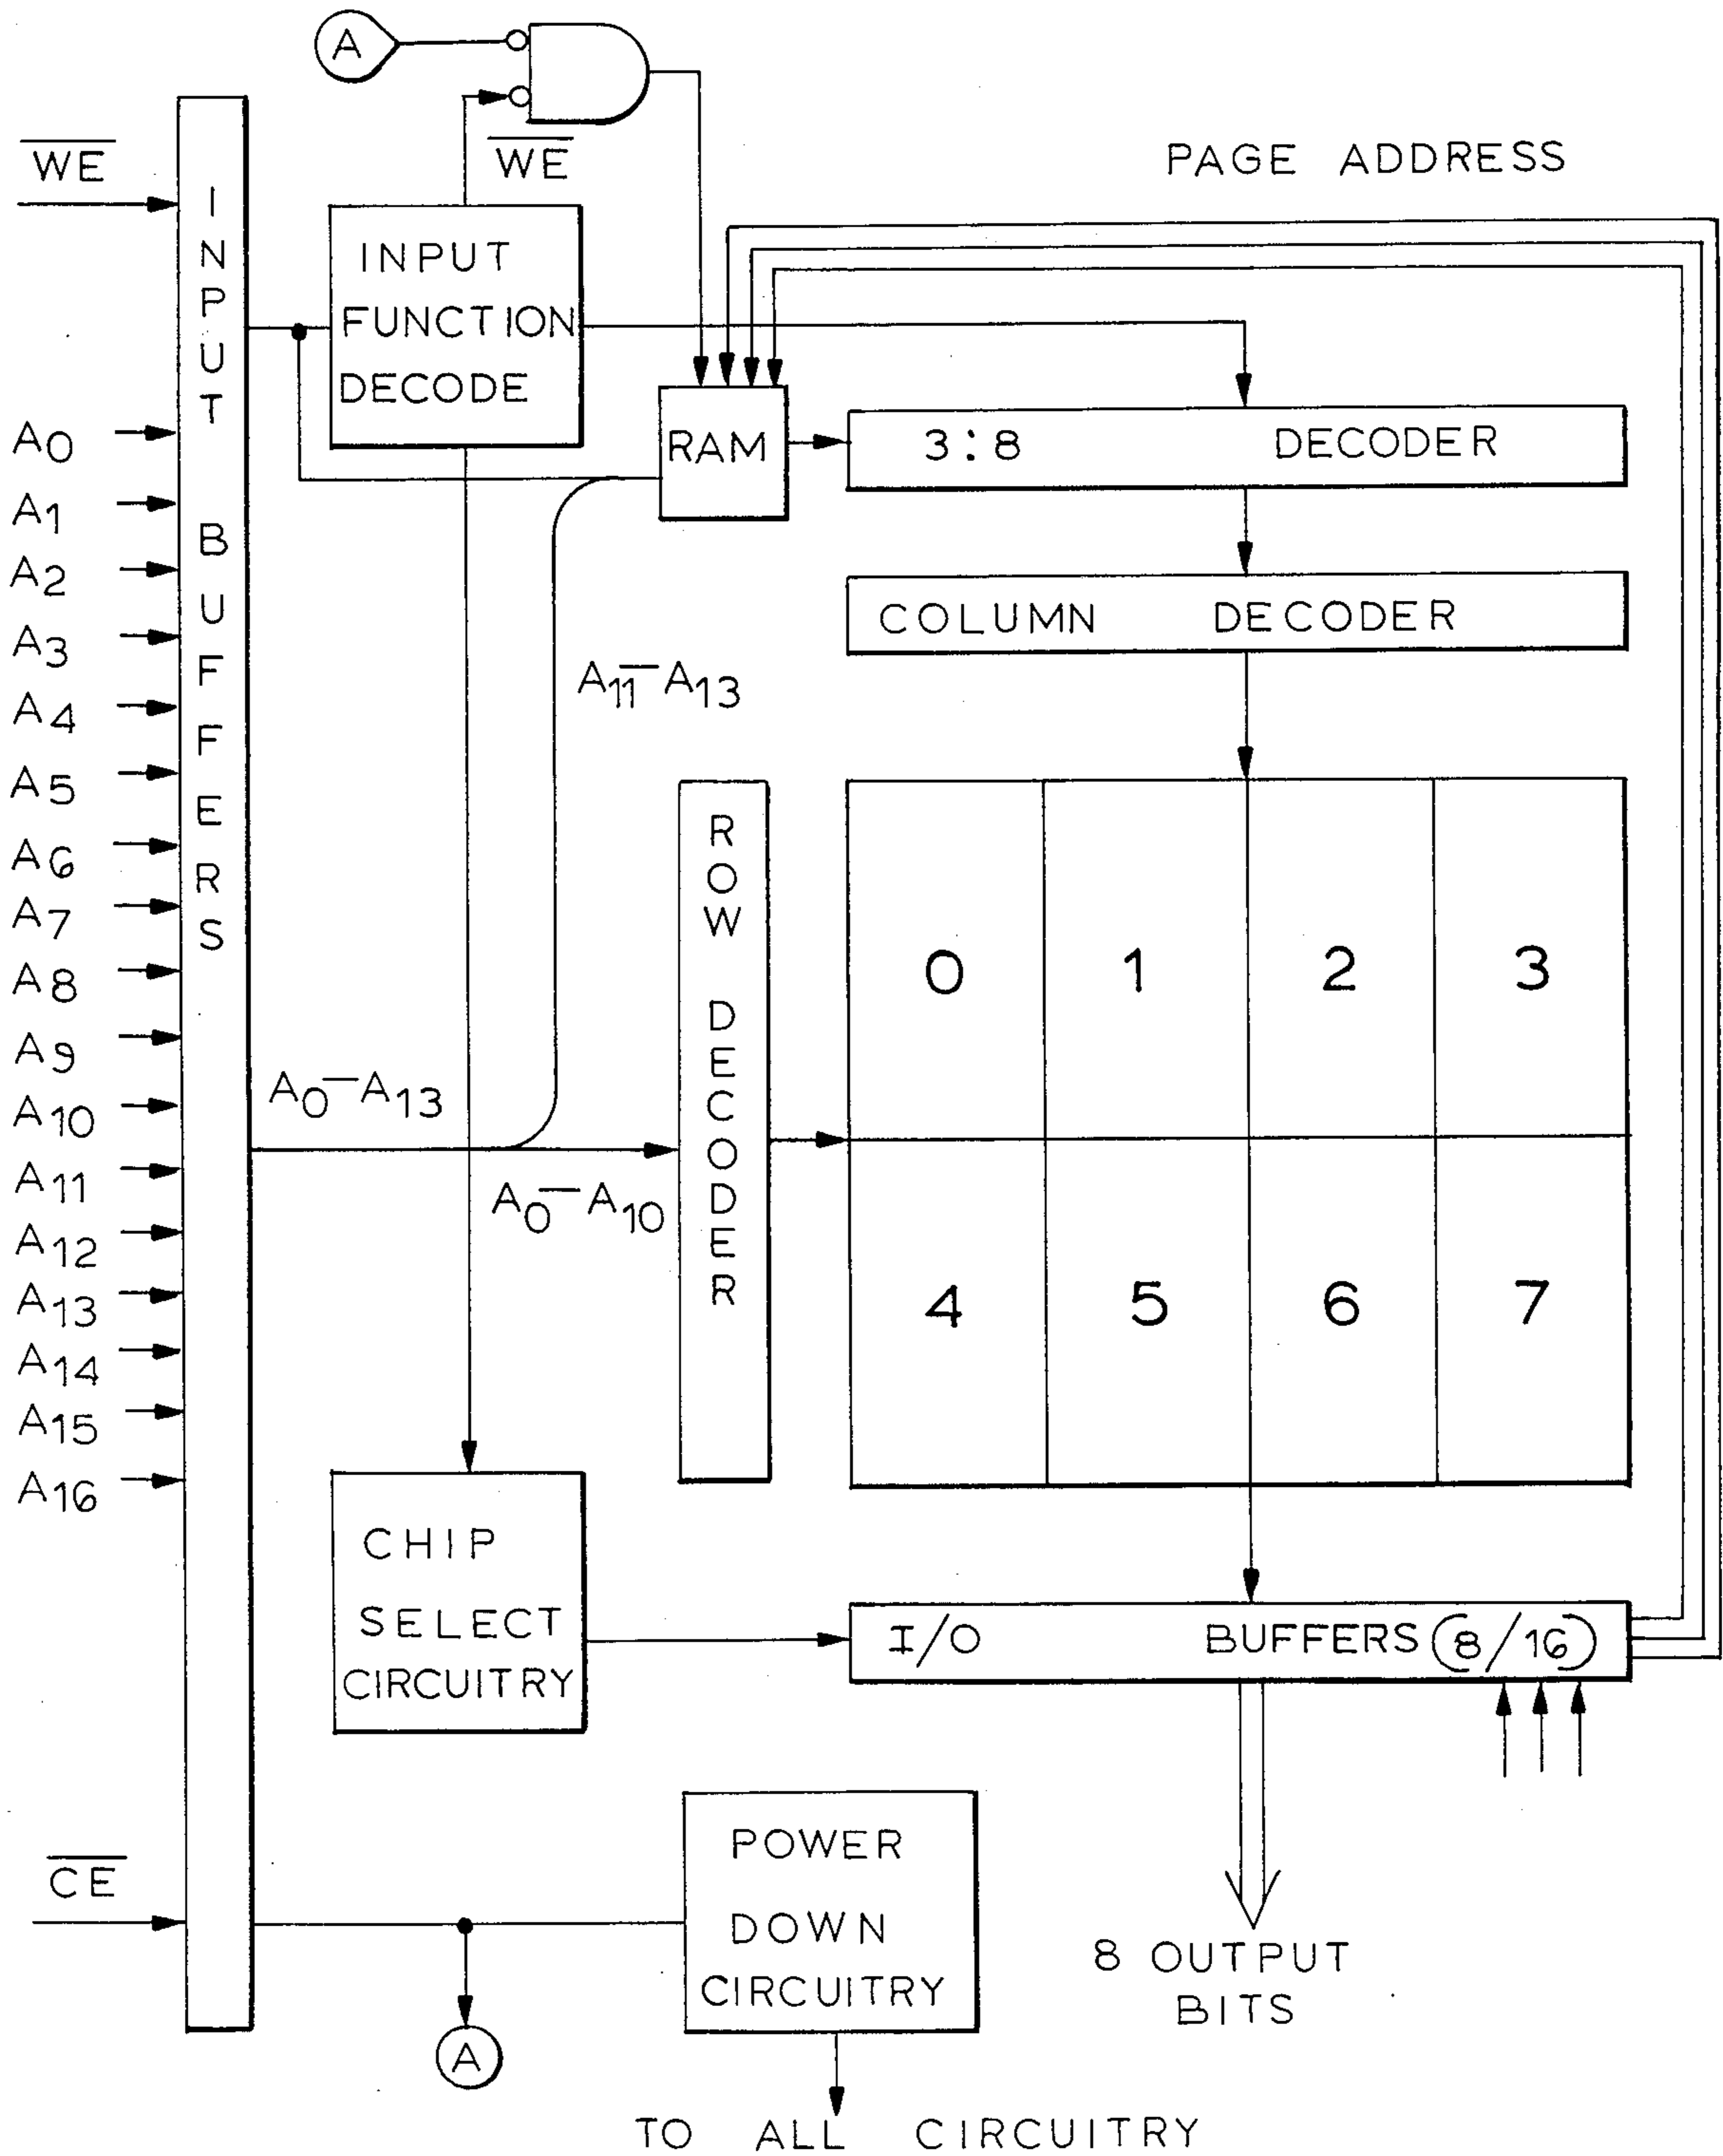 A
WE
WE
PAGE ADDRESS
INPUT BUFFERS
INPUT
FUNCTION
DECODE
RAM
3:8 DECODER
COLUMN DECODER
A0
A1
A2
A3
A4
A5
A6
A7
A8
A9
A10
A11
A12
A13
A14
A15
A16
A11–A13
A0–A13
A0–A10
ROW DECODER
0 1 2 3
4 5 6 7
CHIP
SELECT
CIRCUITRY
I/O BUFFERS (8/16)
CE
POWER
DOWN
CIRCUITRY
8 OUTPUT
BITS
A
TO ALL CIRCUITRY